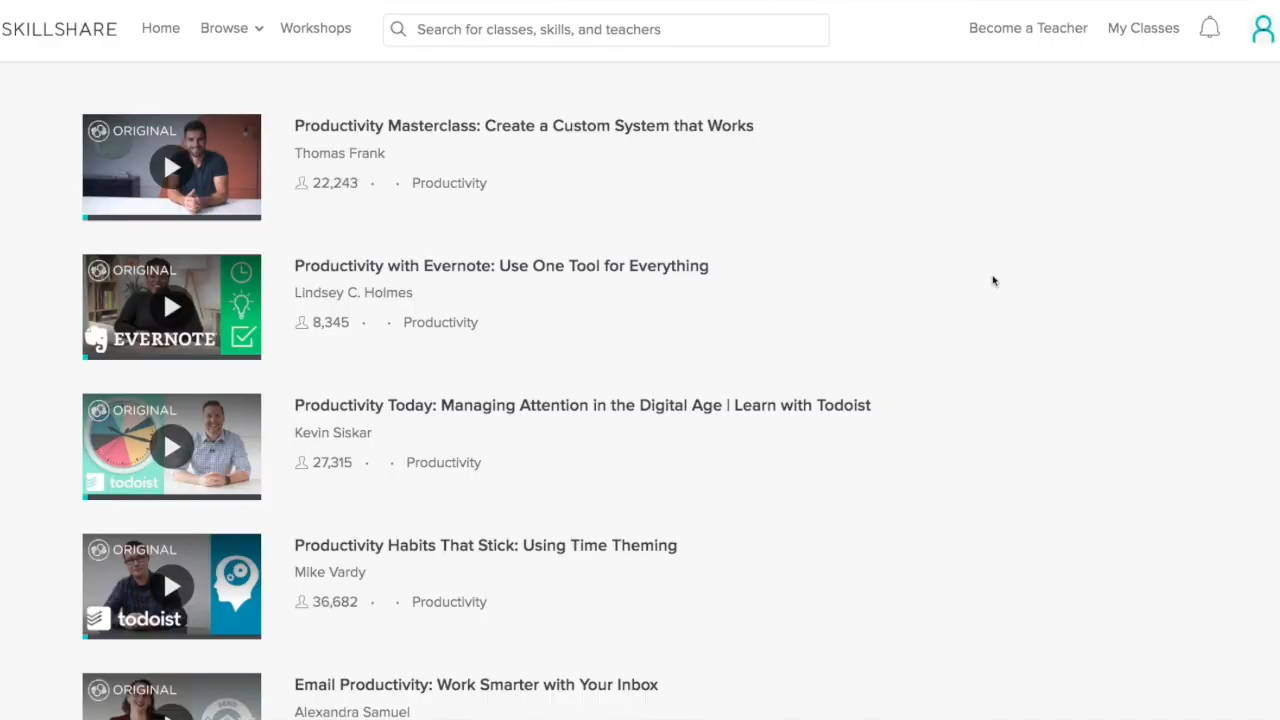 SKILLSHARE Home Browse Workshops Search for classes, skills, and teachers Become a Teacher My Classes
ORIGINAL
Productivity Masterclass: Create a Custom System that Works
Thomas Frank
22,243 · · Productivity
ORIGINAL
EVERNOTE
Productivity with Evernote: Use One Tool for Everything
Lindsey C. Holmes
8,345 · · Productivity
ORIGINAL
todoist
Productivity Today: Managing Attention in the Digital Age | Learn with Todoist
Kevin Siskar
27,315 · · Productivity
ORIGINAL
todoist
Productivity Habits That Stick: Using Time Theming
Mike Vardy
36,682 · · Productivity
ORIGINAL
Email Productivity: Work Smarter with Your Inbox
Alexandra Samuel